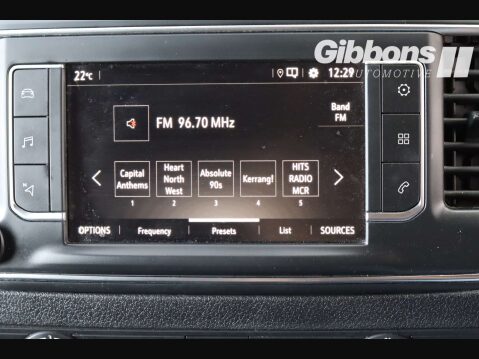 Gibbons
AUTOMOTIVE
22°C
12:29
FM 96.70 MHz
Band
FM
Capital
Anthems
1
Heart
North
West
2
Absolute
90s
3
Kerrang!
4
HITS
RADIO
MCR
5
OPTIONS
Frequency
Presets
List
SOURCES
N